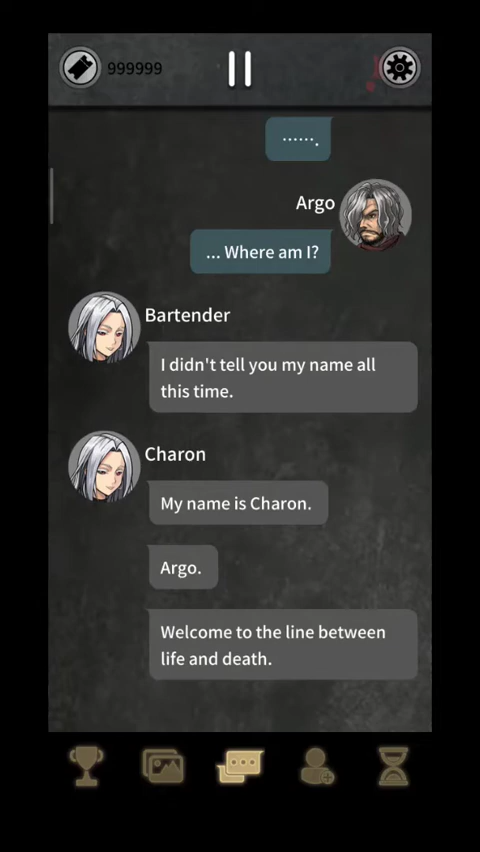 999999
.......
Argo
... Where am I?
Bartender
I didn't tell you my name all
this time.
Charon
My name is Charon.
Argo.
Welcome to the line between
life and death.